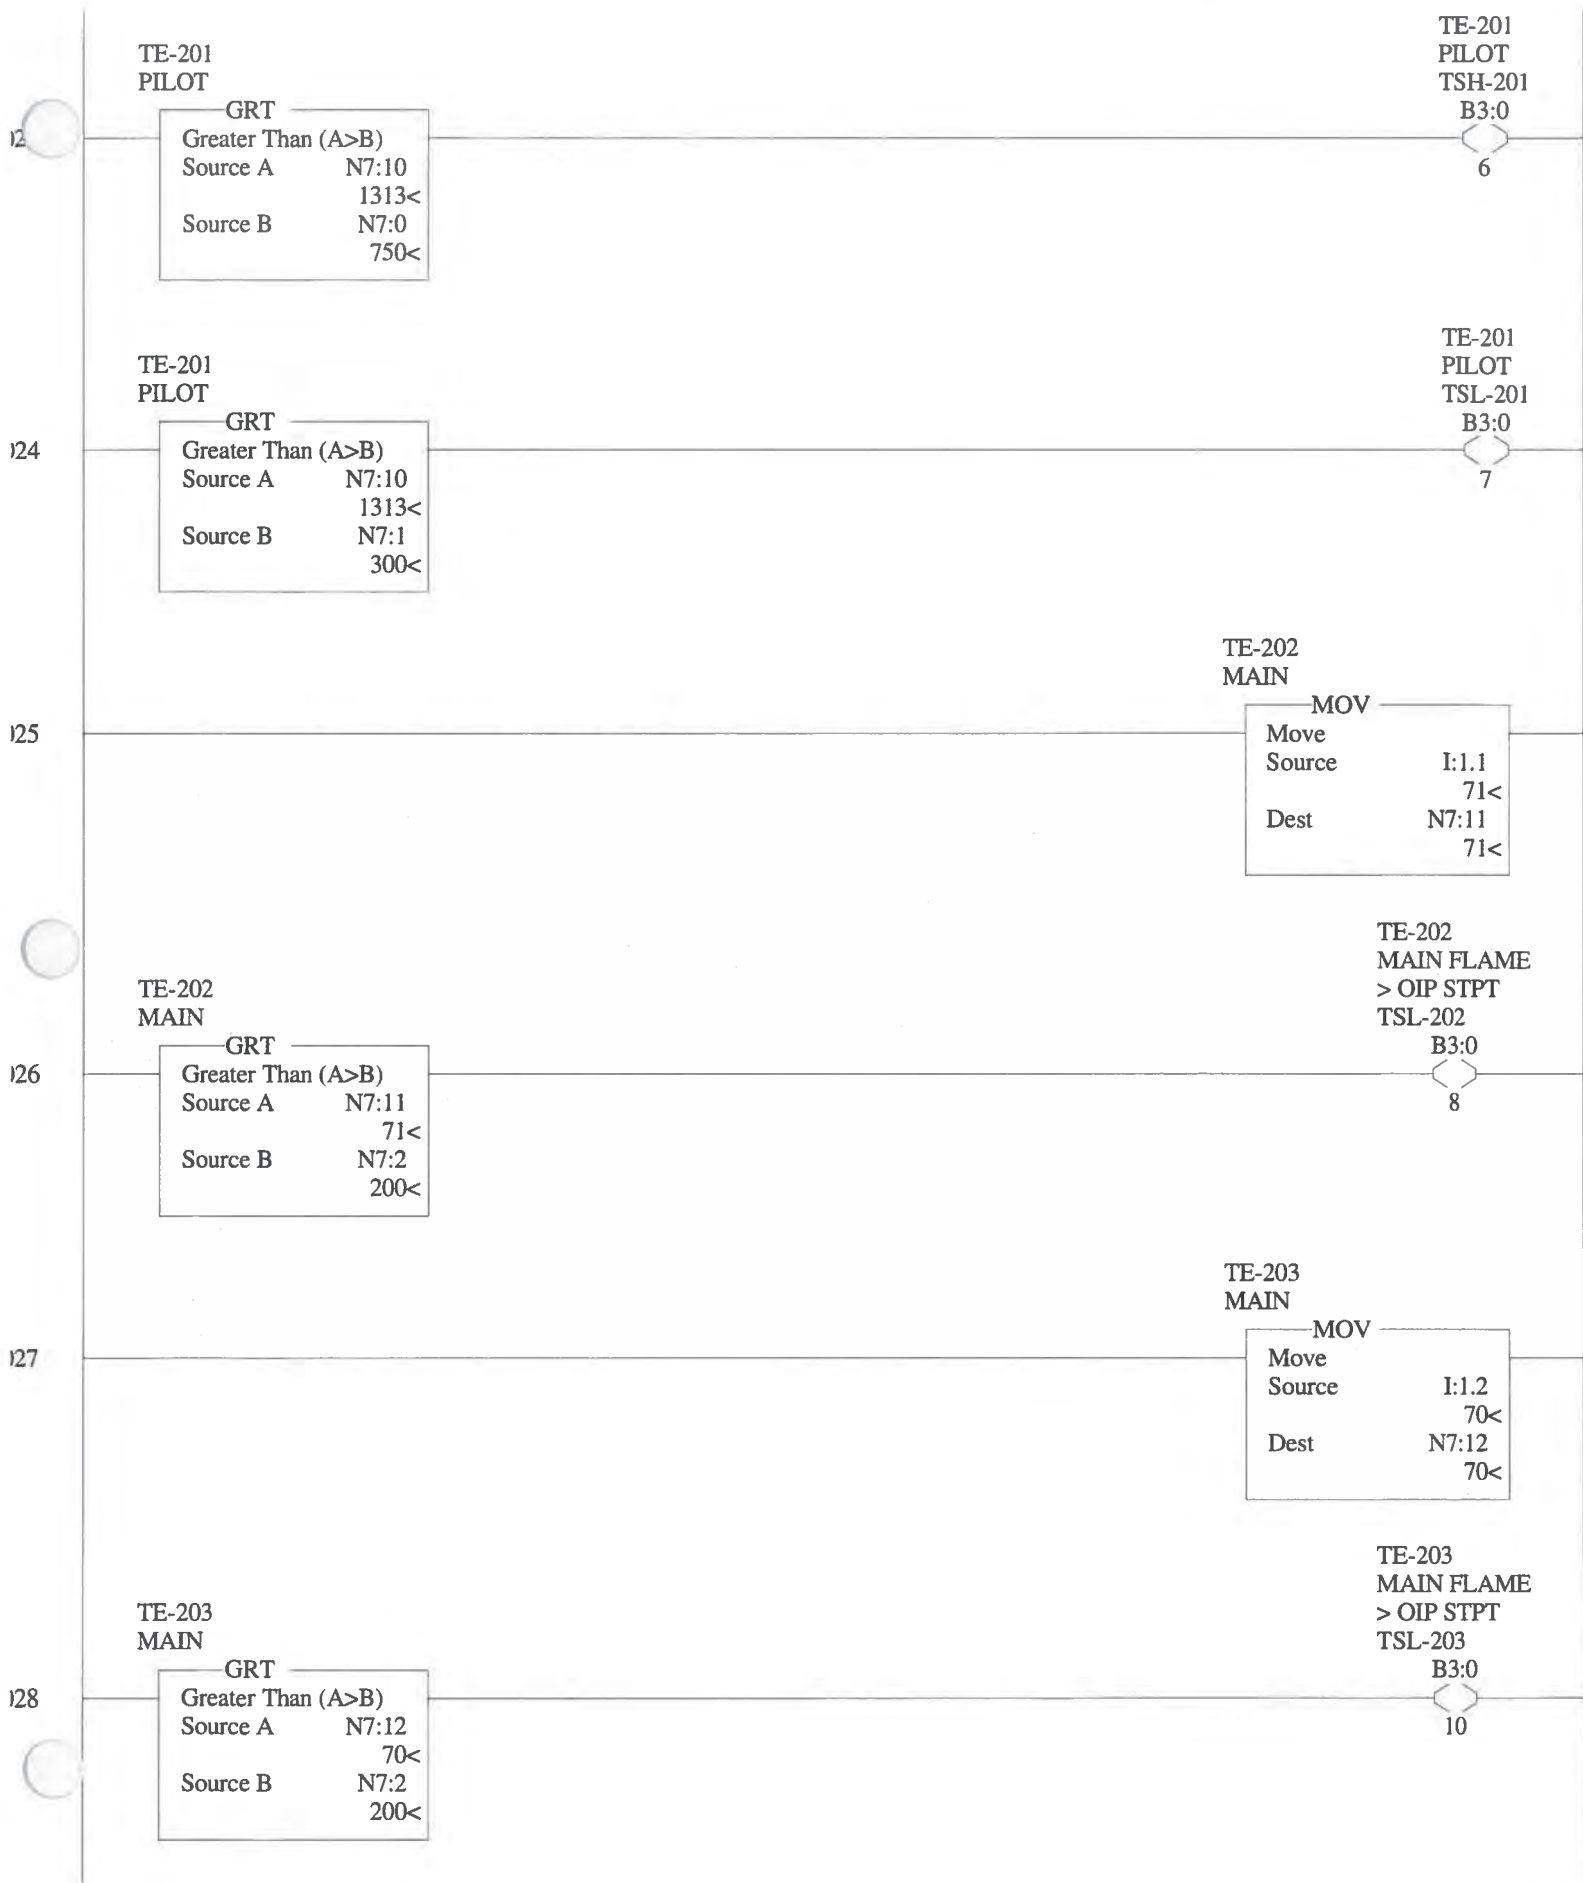 TE-201
PILOT
TSH-201
B3:0
6
TE-201
PILOT
GRT
Greater Than (A>B)
Source A N7:10
1313<
Source B N7:0
750<
TE-201
PILOT
TSL-201
B3:0
7
TE-201
PILOT
024
GRT
Greater Than (A>B)
Source A N7:10
1313<
Source B N7:1
300<
025
TE-202
MAIN
MOV
Move
Source I:1.1
71<
Dest N7:11
71<
TE-202
MAIN FLAME
> OIP STPT
TSL-202
B3:0
8
TE-202
MAIN
026
GRT
Greater Than (A>B)
Source A N7:11
71<
Source B N7:2
200<
027
TE-203
MAIN
MOV
Move
Source I:1.2
70<
Dest N7:12
70<
TE-203
MAIN FLAME
> OIP STPT
TSL-203
B3:0
10
TE-203
MAIN
028
GRT
Greater Than (A>B)
Source A N7:12
70<
Source B N7:2
200<